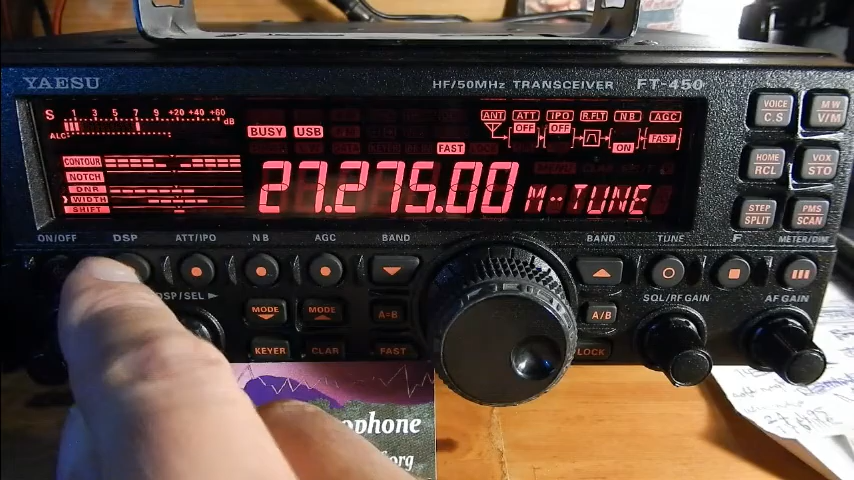 YAESU
HF/50MHz TRANSCEIVER FT-450
S 1 3 5 7 9 +20 +40 +60 dB
ALC
BUSY USB
FAST
ANT ATT IPO R.FLT NB AGC
OFF OFF
ON FAST
CONTOUR
NOTCH
DNR
WIDTH
SHIFT
27.275.00 M-TUNE
VOICE
C.S
M W
V/M
HOME
RCL
VOX
STO
STEP
SPLIT
PMS
SCAN
ON/OFF DSP ATT/IPO NB AGC BAND BAND TUNE F METER/DIM
DSP/SEL
MODE MODE A=B A/B
SQL/RF GAIN AF GAIN
KEYER CLAR FAST LOCK
ophone
org